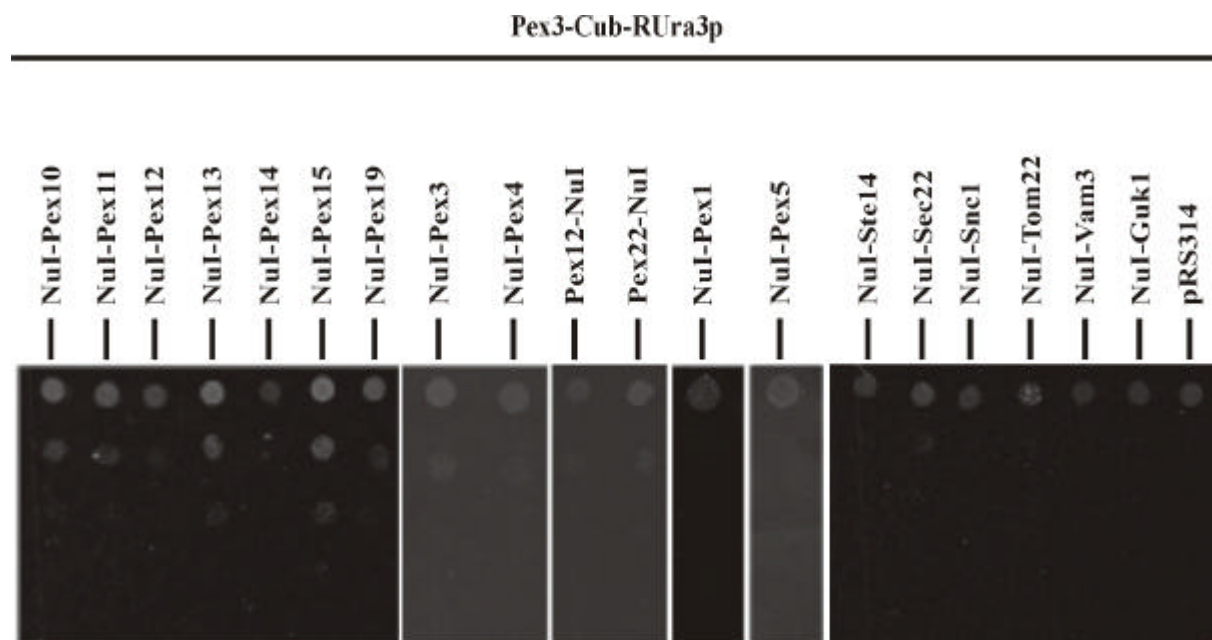 Pex3-Cub-RUra3p
NuI-Pex10
NuI-Pex11
NuI-Pex12
NuI-Pex13
NuI-Pex14
NuI-Pex15
NuI-Pex19
NuI-Pex3
NuI-Pex4
Pex12-NuI
Pex22-NuI
NuI-Pex1
NuI-Pex5
NuI-Ste14
NuI-Sec22
NuI-Snc1
NuI-Tom22
NuI-Vam3
NuI-Guk1
pRS314